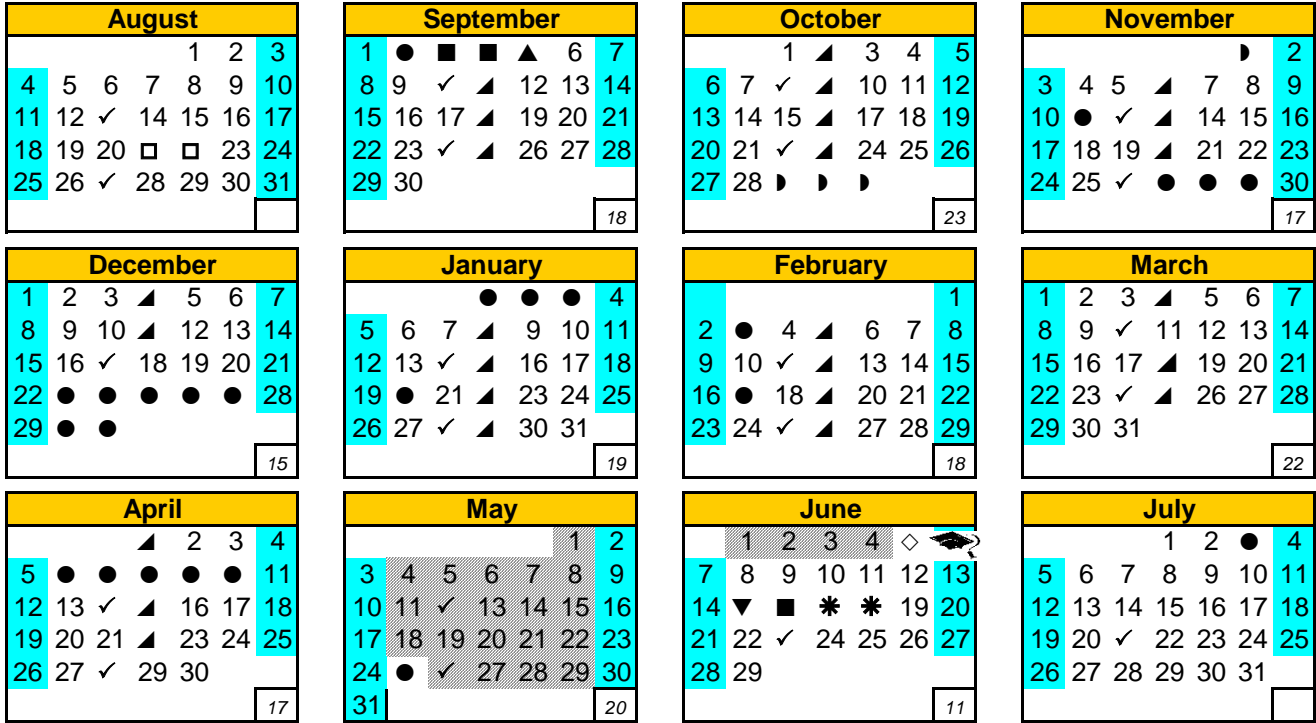 August
1 2 3
4 5 6 7 8 9 10
11 12 ✓ 14 15 16 17
18 19 20 □ □ 23 24
25 26 ✓ 28 29 30 31
September
1 ● ■ ■ ▲ 6 7
8 9 ✓ ◢ 12 13 14
15 16 17 ◢ 19 20 21
22 23 ✓ ◢ 26 27 28
29 30
18
October
1 ◢ 3 4 5
6 7 ✓ ◢ 10 11 12
13 14 15 ◢ 17 18 19
20 21 ✓ ◢ 24 25 26
27 28 ◗ ◗ ◗
23
November
◗ 2
3 4 5 ◢ 7 8 9
10 ● ✓ ◢ 14 15 16
17 18 19 ◢ 21 22 23
24 25 ✓ ● ● ● 30
17
December
1 2 3 ◢ 5 6 7
8 9 10 ◢ 12 13 14
15 16 ✓ 18 19 20 21
22 ● ● ● ● ● 28
29 ● ●
15
January
● ● ● 4
5 6 7 ◢ 9 10 11
12 13 ✓ ◢ 16 17 18
19 ● 21 ◢ 23 24 25
26 27 ✓ ◢ 30 31
19
February
1
2 ● 4 ◢ 6 7 8
9 10 ✓ ◢ 13 14 15
16 ● 18 ◢ 20 21 22
23 24 ✓ ◢ 27 28 29
18
March
1 2 3 ◢ 5 6 7
8 9 ✓ 11 12 13 14
15 16 17 ◢ 19 20 21
22 23 ✓ ◢ 26 27 28
29 30 31
22
April
◢ 2 3 4
5 ● ● ● ● ● 11
12 13 ✓ ◢ 16 17 18
19 20 21 ◢ 23 24 25
26 27 ✓ 29 30
17
May
1 2
3 4 5 6 7 8 9
10 11 ✓ 13 14 15 16
17 18 19 20 21 22 23
24 ● ✓ 27 28 29 30
31
20
June
1 2 3 4 ◇
7 8 9 10 11 12 13
14 ▼ ■ ✱ ✱ 19 20
21 22 ✓ 24 25 26 27
28 29
11
July
1 2 ● 4
5 6 7 8 9 10 11
12 13 14 15 16 17 18
19 20 ✓ 22 23 24 25
26 27 28 29 30 31